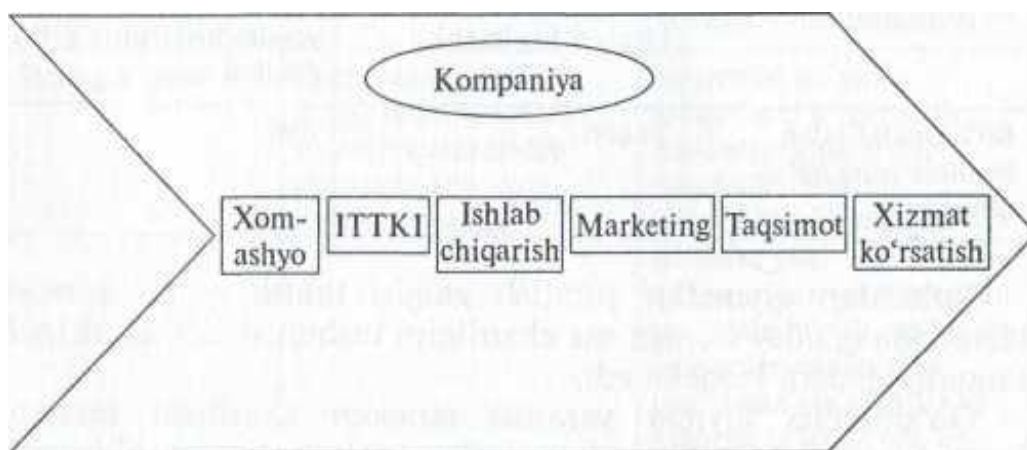 Kompaniya
Xom-
ashyo
ITTKI
Ishlab
chiqarish
Marketing
Taqsimot
Xizmat
ko‘rsatish